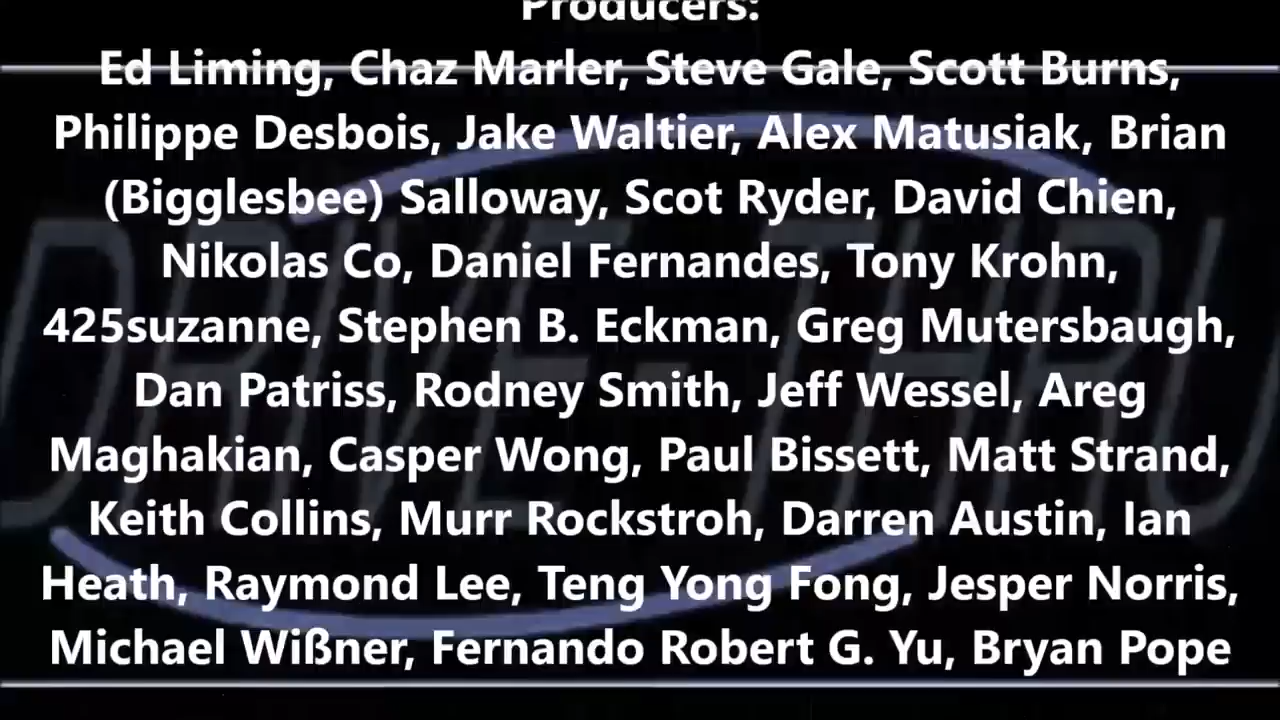 Producers:
Ed Liming, Chaz Marler, Steve Gale, Scott Burns,
Philippe Desbois, Jake Waltier, Alex Matusiak, Brian
(Bigglesbee) Salloway, Scot Ryder, David Chien,
Nikolas Co, Daniel Fernandes, Tony Krohn,
425suzanne, Stephen B. Eckman, Greg Mutersbaugh,
Dan Patriss, Rodney Smith, Jeff Wessel, Areg
Maghakian, Casper Wong, Paul Bissett, Matt Strand,
Keith Collins, Murr Rockstroh, Darren Austin, Ian
Heath, Raymond Lee, Teng Yong Fong, Jesper Norris,
Michael Wißner, Fernando Robert G. Yu, Bryan Pope
DRIVE-THRU